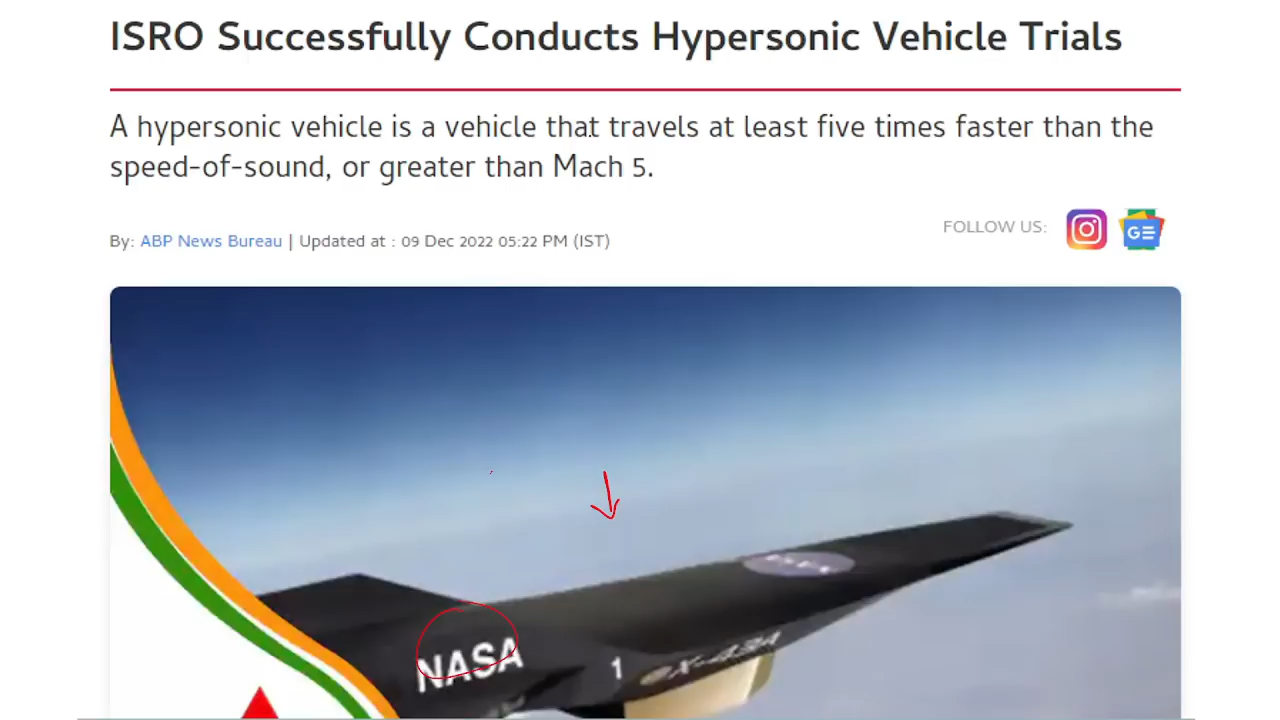 ISRO Successfully Conducts Hypersonic Vehicle Trials
A hypersonic vehicle is a vehicle that travels at least five times faster than the
speed-of-sound, or greater than Mach 5.
FOLLOW US:
GE
By: ABP News Bureau | Updated at : 09 Dec 2022 05:22 PM (IST)
NASA
1
X-43A